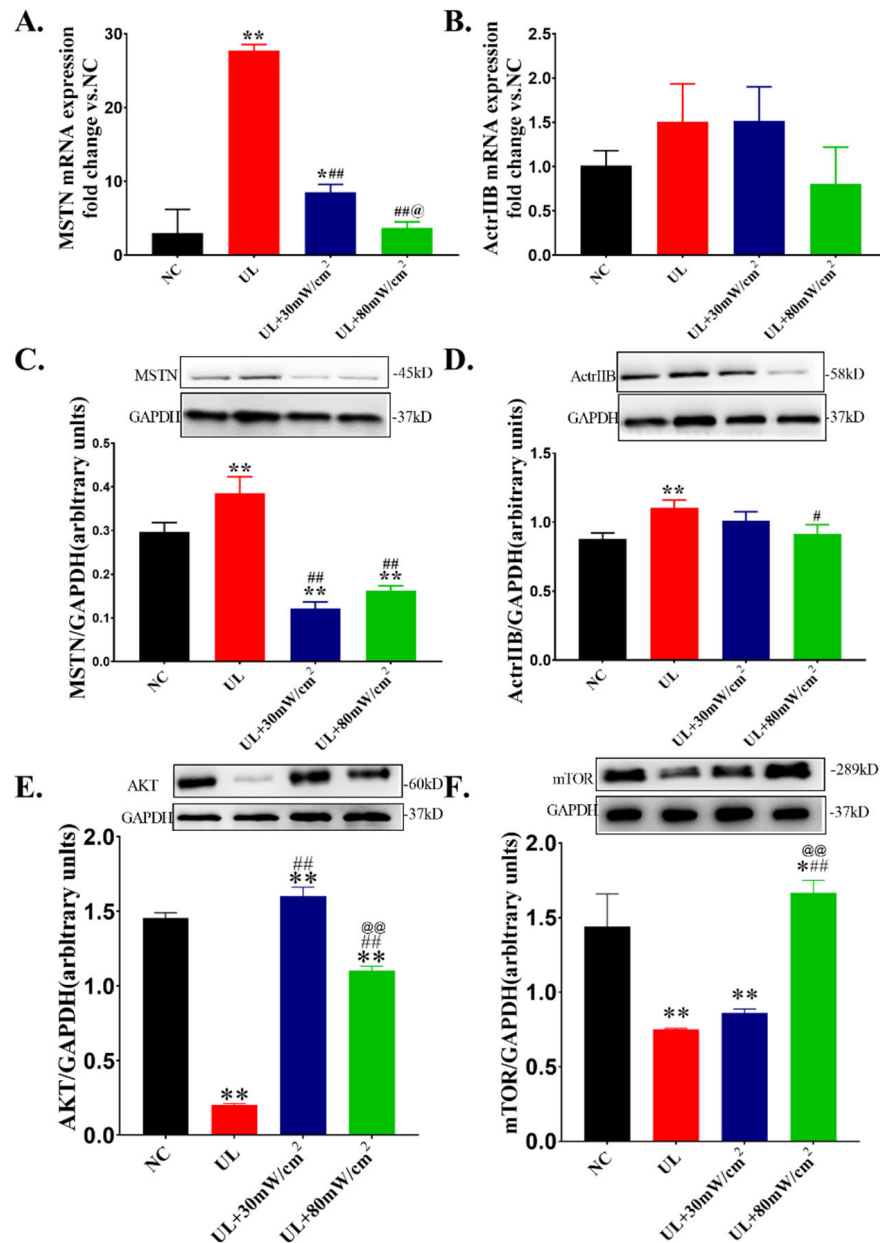 A.
MSTN mRNA expression
fold change vs.NC
30
20
10
0
**
*##
##@
NC
UL
UL+30mW/cm²
UL+80mW/cm²
B.
ActrIIB mRNA expression
fold change vs.NC
2.5
2.0
1.5
1.0
0.5
0.0
NC
UL
UL+30mW/cm²
UL+80mW/cm²
C.
MSTN
-45kD
GAPDH
-37kD
MSTN/GAPDH(arbitrary units)
0.5
0.4
0.3
0.2
0.1
0.0
**
##
**
##
**
NC
UL
UL+30mW/cm²
UL+80mW/cm²
D.
ActrIIB
-58kD
GAPDH
-37kD
ActrIIB/GAPDH(arbitrary units)
1.5
1.0
0.5
0.0
**
#
NC
UL
UL+30mW/cm²
UL+80mW/cm²
E.
AKT
-60kD
GAPDH
-37kD
AKT/GAPDH(arbltrary unlts)
2.0
1.5
1.0
0.5
0.0
**
##
**
@@
##
**
NC
UL
UL+30mW/cm²
UL+80mW/cm²
F.
mTOR
-289kD
GAPDH
-37kD
mTOR/GAPDH(arbltrary unlts)
2.0
1.5
1.0
0.5
0.0
**
**
@@
*##
NC
UL
UL+30mW/cm²
UL+80mW/cm²